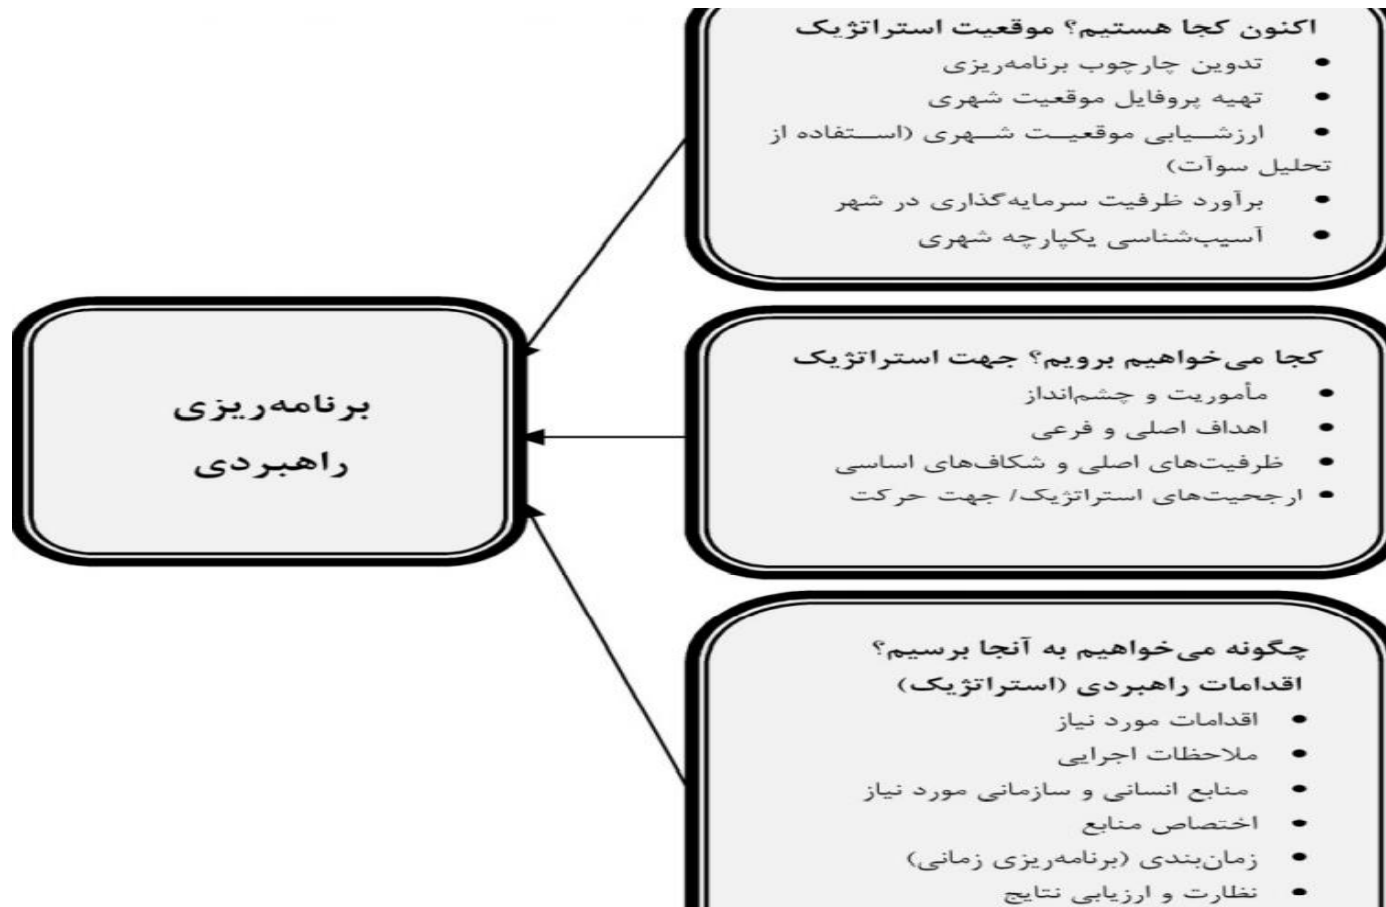 اکنون کجا هستیم؟ موقعیت استراتژیک
• تدوین چارچوب برنامه‌ریزی
• تهیه پروفایل موقعیت شهری
• ارزشیابی موقعیت شهری (استفاده از
تحلیل سوآت)
• برآورد ظرفیت سرمایه‌گذاری در شهر
• آسیب‌شناسی یکپارچه شهری
کجا می‌خواهیم برویم؟ جهت استراتژیک
• مأموریت و چشم‌انداز
• اهداف اصلی و فرعی
• ظرفیت‌های اصلی و شکاف‌های اساسی
• ارجحیت‌های استراتژیک/ جهت حرکت
چگونه می‌خواهیم به آنجا برسیم؟
اقدامات راهبردی (استراتژیک)
• اقدامات مورد نیاز
• ملاحظات اجرایی
• منابع انسانی و سازمانی مورد نیاز
• اختصاص منابع
• زمان‌بندی (برنامه‌ریزی زمانی)
• نظارت و ارزیابی نتایج
برنامه‌ریزی
راهبردی